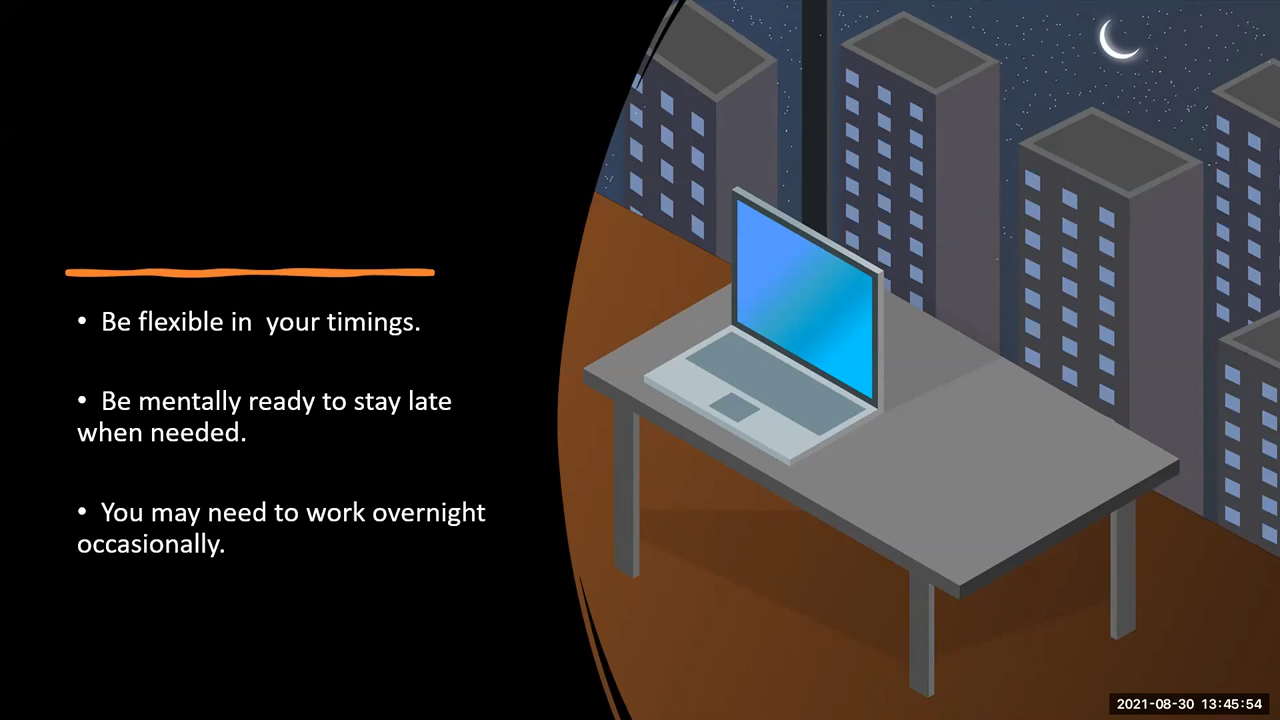 • Be flexible in  your timings.
• Be mentally ready to stay late
when needed.
• You may need to work overnight
occasionally.
2021-08-30 13:45:54